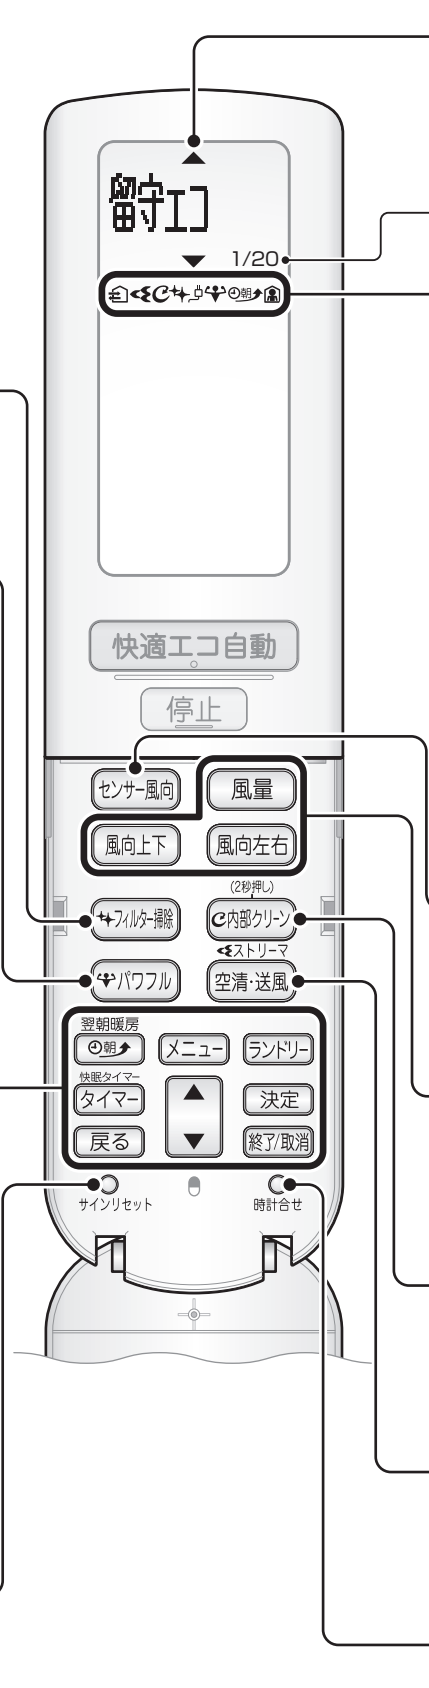 留守エコ
1/20
朝
快適エコ自動
停止
センサー風向
風量
風向上下
風向左右
(2秒押し)
フィルター掃除
内部クリーン
ストリーマ
パワフル
空清・送風
翌朝暖房
朝
メニュー
ランドリー
快眠タイマー
タイマー
決定
戻る
終了/取消
サインリセット
時計合せ